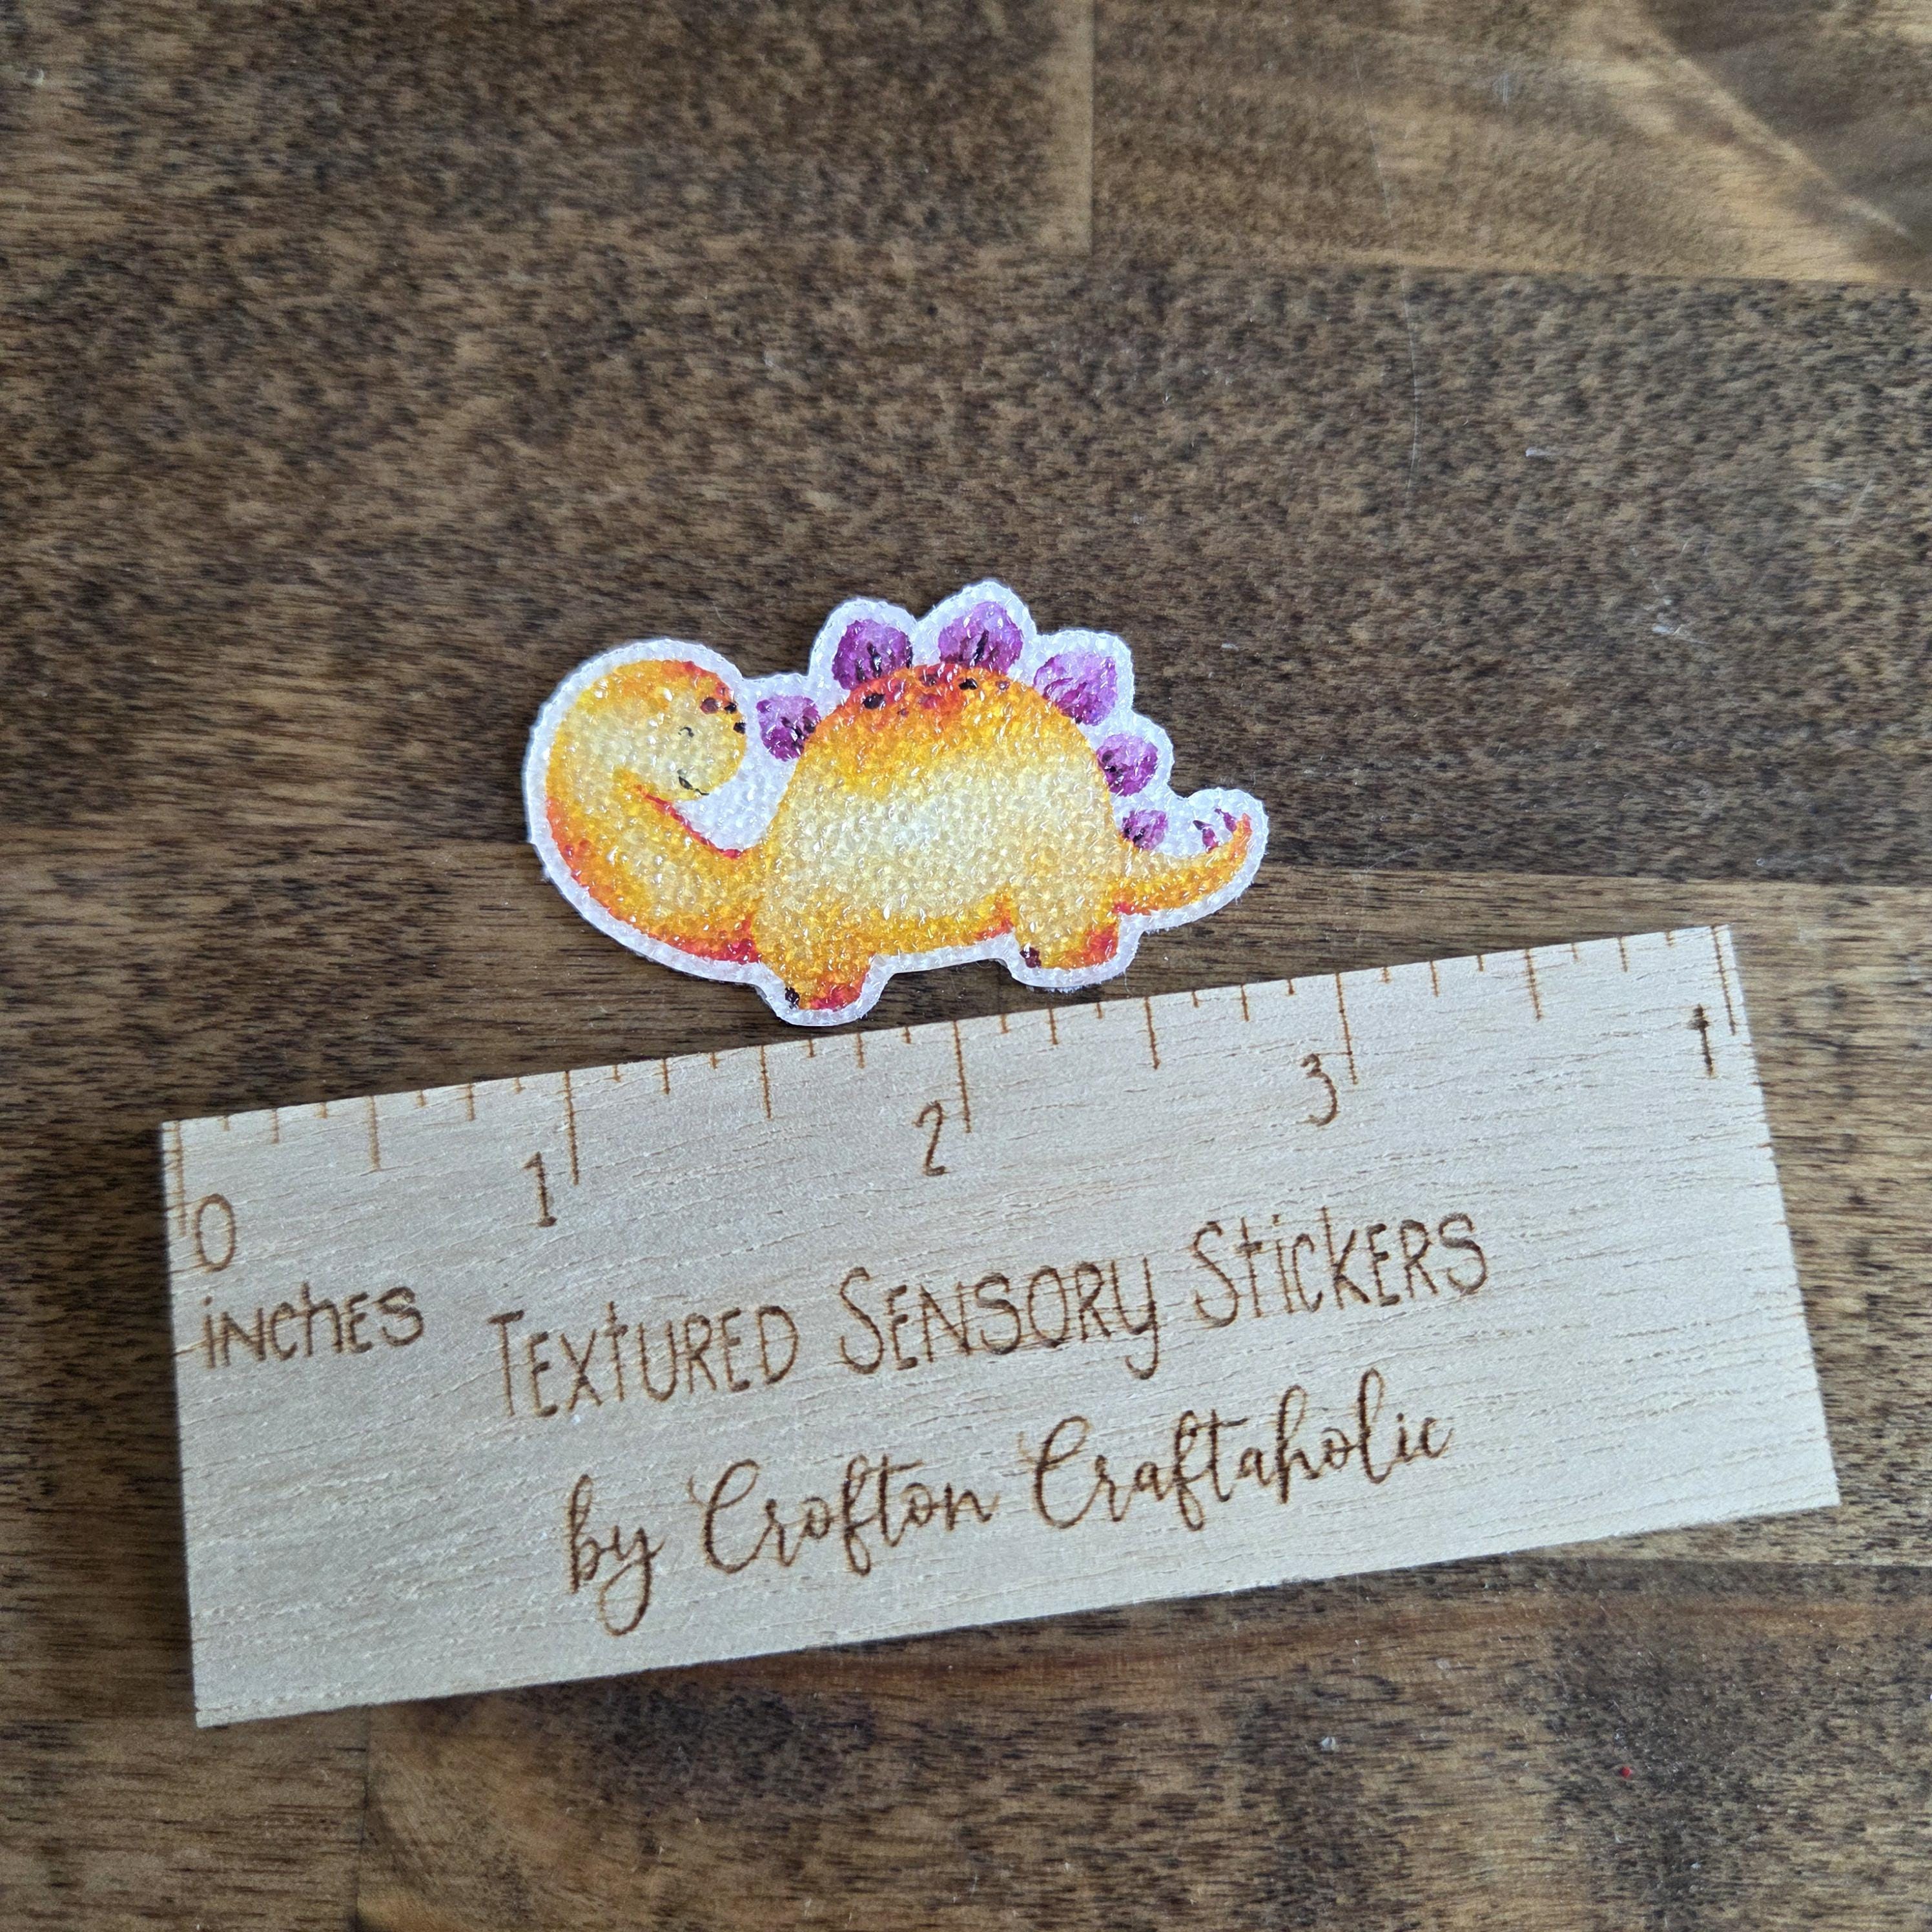 0 1 2 3 4
inches
Textured Sensory Stickers
by Crofton Craftaholic